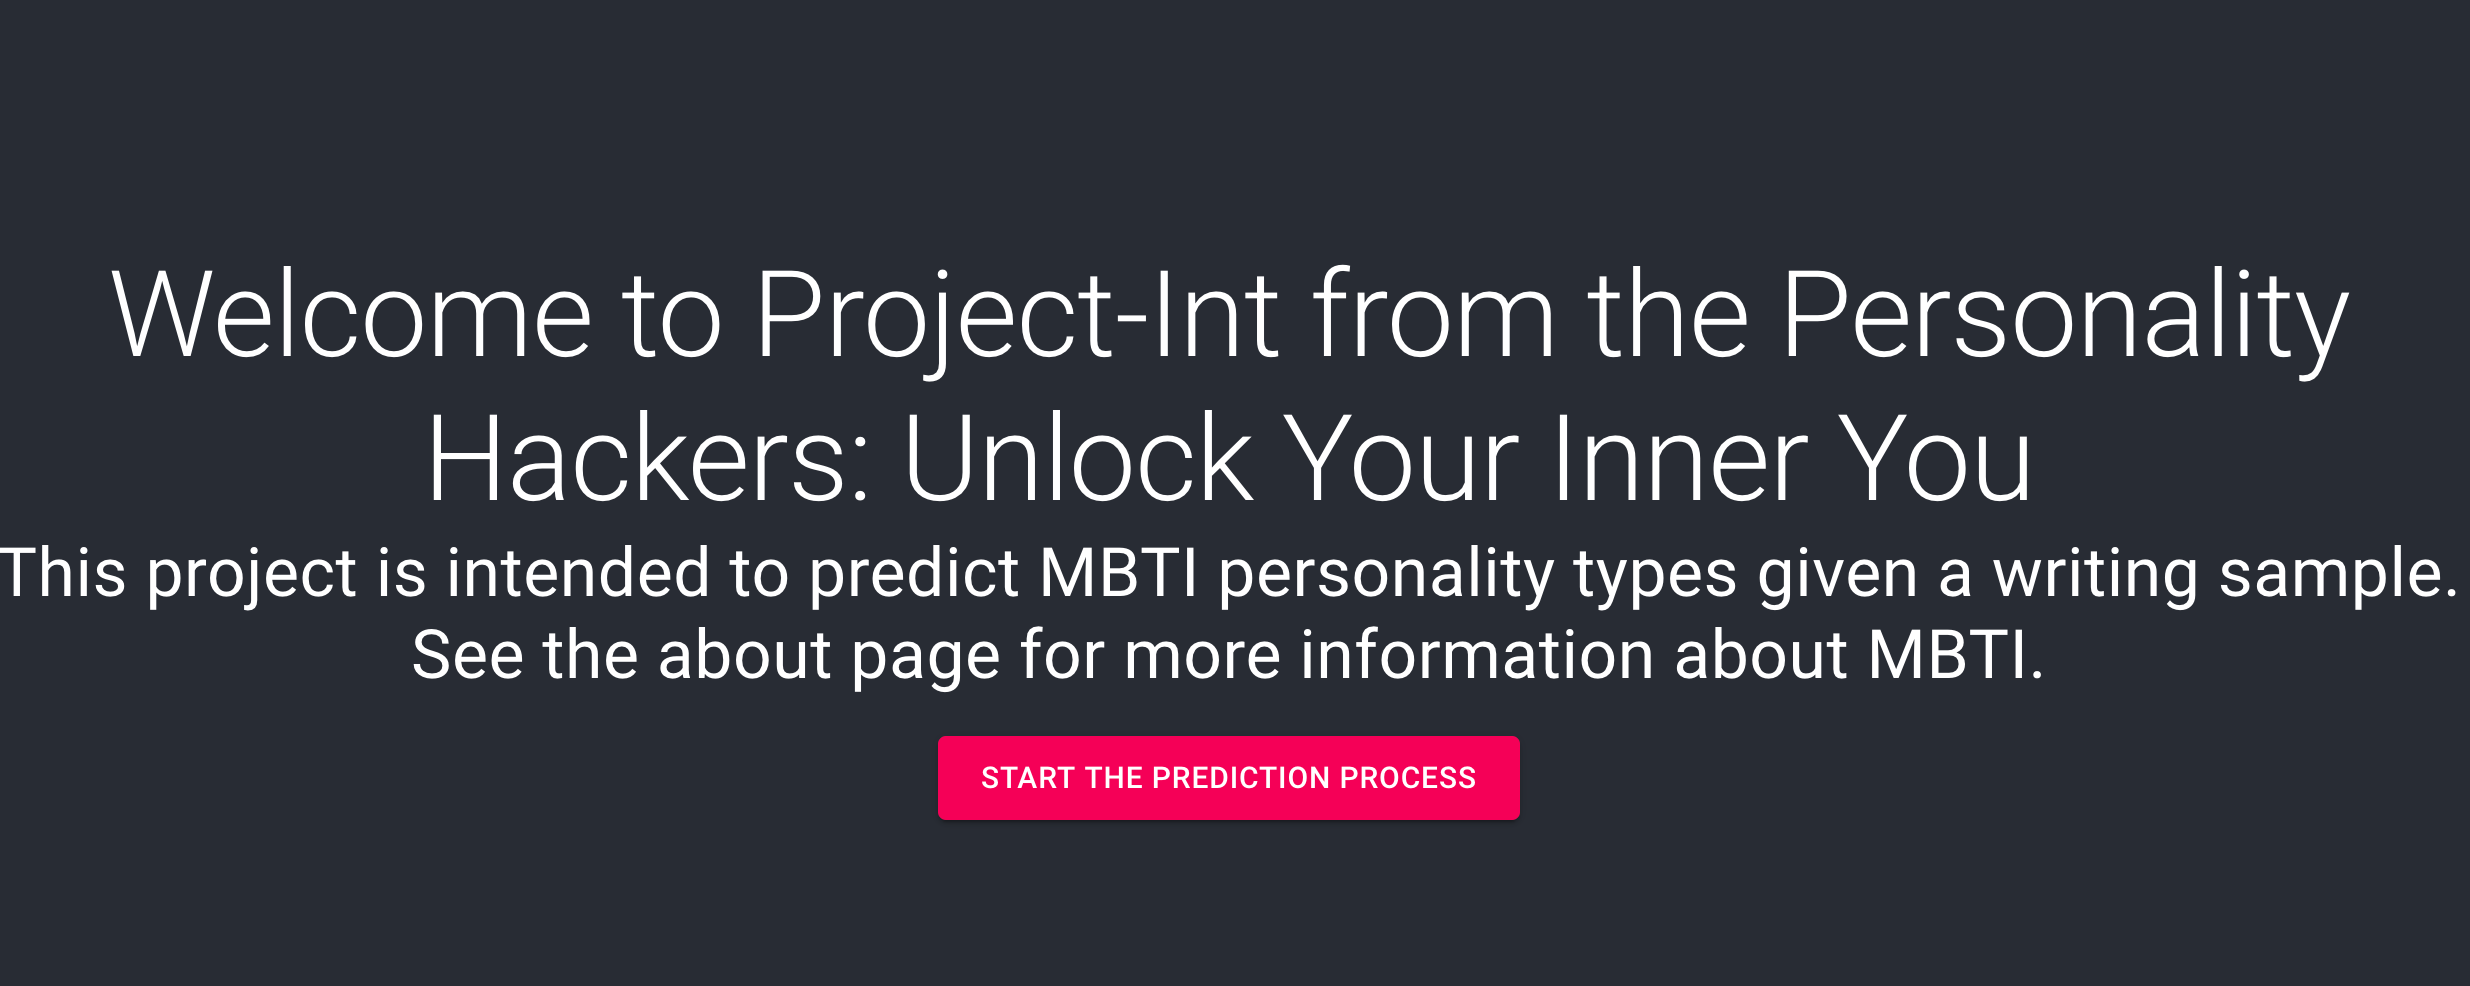 Welcome to Project-Int from the Personality
Hackers: Unlock Your Inner You
This project is intended to predict MBTI personality types given a writing sample.
See the about page for more information about MBTI.
START THE PREDICTION PROCESS